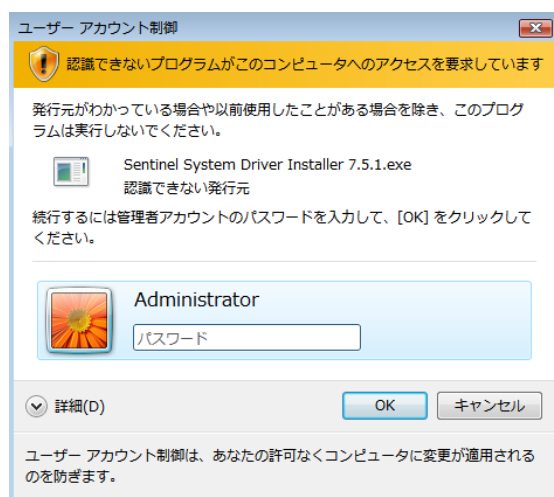 ユーザー アカウント制御
認識できないプログラムがこのコンピュータへのアクセスを要求しています
発行元がわかっている場合や以前使用したことがある場合を除き、このプログ
ラムは実行しないでください。
Sentinel System Driver Installer 7.5.1.exe
認識できない発行元
続行するには管理者アカウントのパスワードを入力して、[OK] をクリックして
ください。
Administrator
パスワード
詳細(D)
OK
キャンセル
ユーザー アカウント制御は、あなたの許可なくコンピュータに変更が適用される
のを防ぎます。